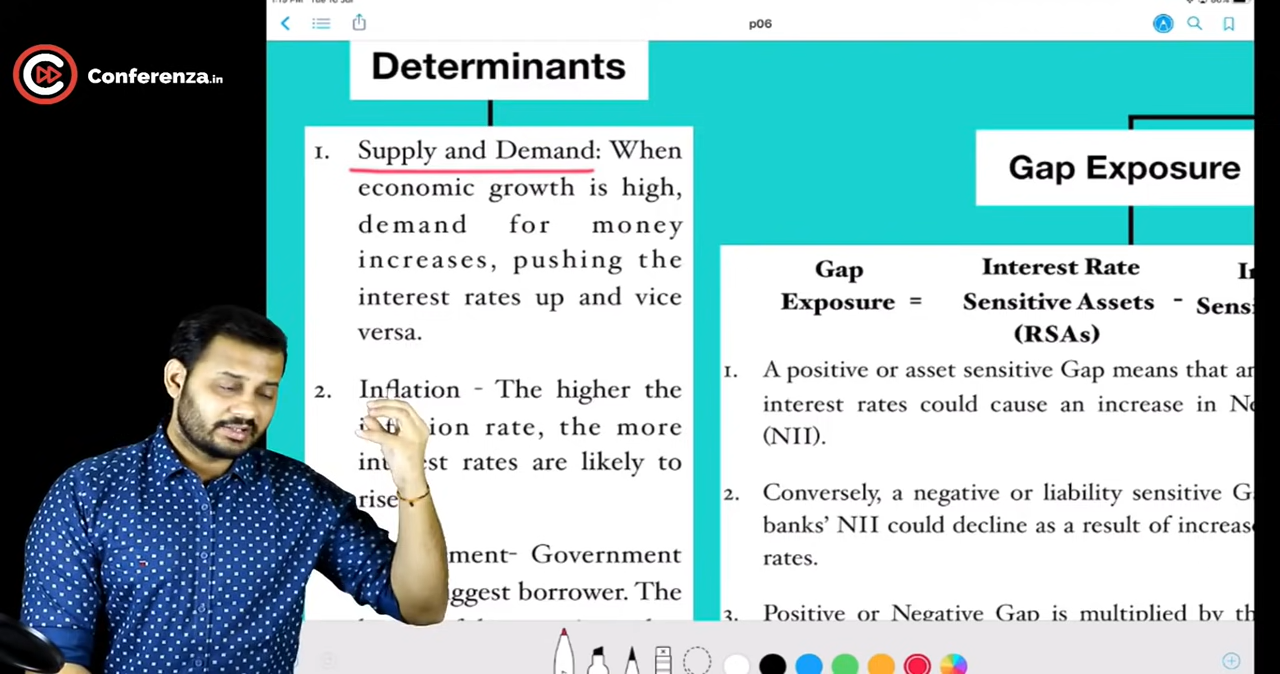 p06
Conferenza.in
Determinants
1. Supply and Demand: When
economic growth is high,
demand for money
increases, pushing the
interest rates up and vice
versa.
2. Inflation - The higher the
rate, the more
rates are likely to
rise
Government
borrower. The
Gap Exposure
Gap Exposure = Interest Rate Sensitive Assets (RSAs) -
1. A positive or asset sensitive Gap means that
interest rates could cause an increase in
(NII).
2. Conversely, a negative or liability sensitive
banks' NII could decline as a result of
rates.
3. Positive or Negative Gap is multiplied by